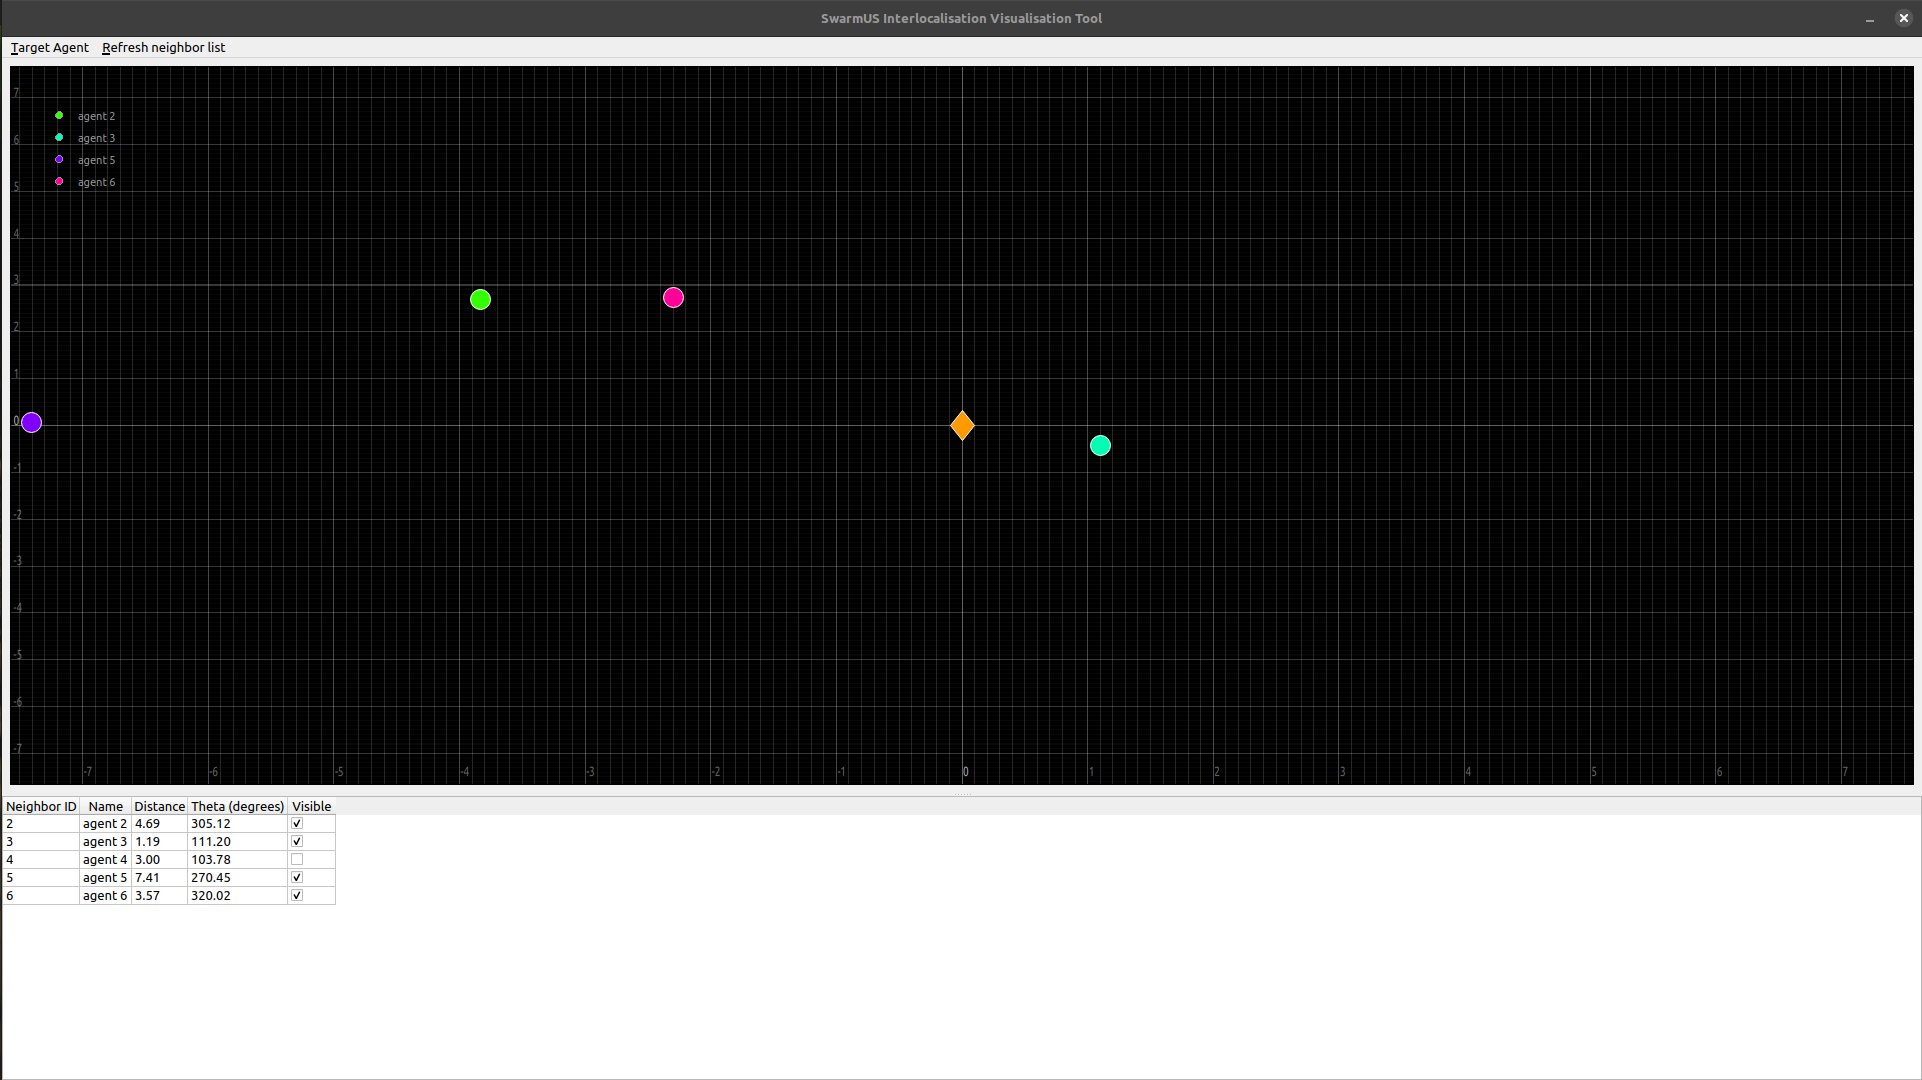 SwarmUS Interlocalisation Visualisation Tool
Target Agent Refresh neighbor list
7
agent 2
agent 3
6
agent 5
agent 6
5
4
3
2
1
0
-1
-2
-3
-4
-5
-6
-7
-7 -6 -5 -4 -3 -2 -1 0 1 2 3 4 5 6 7
Neighbor ID Name Distance Theta (degrees) Visible
2 agent 2 4.69 305.12
3 agent 3 1.19 111.20
4 agent 4 3.00 103.78
5 agent 5 7.41 270.45
6 agent 6 3.57 320.02